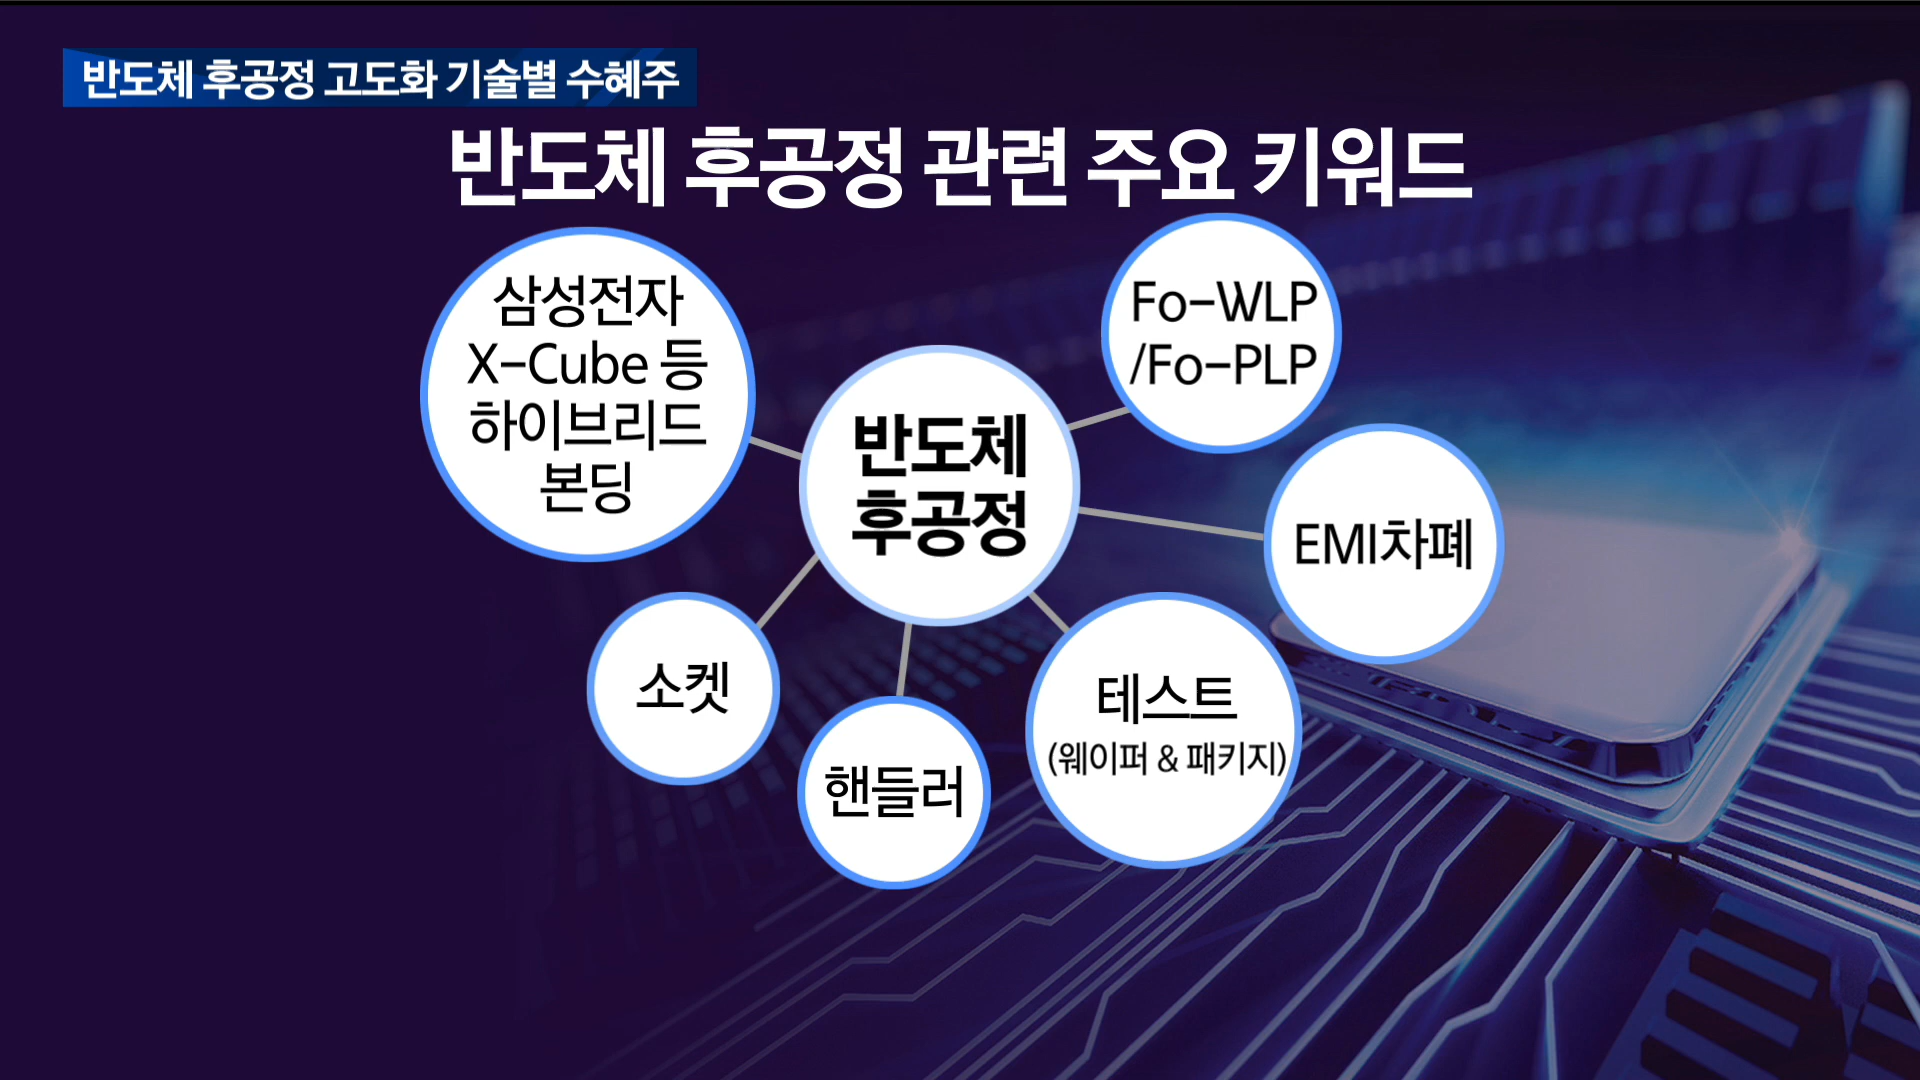 반도체 후공정 고도화 기술별 수혜주
반도체 후공정 관련 주요 키워드
삼성전자
X-Cube 등
하이브리드
본딩
Fo-WLP
/Fo-PLP
반도체
후공정
EMI차폐
소켓
핸들러
테스트
(웨이퍼 & 패키지)